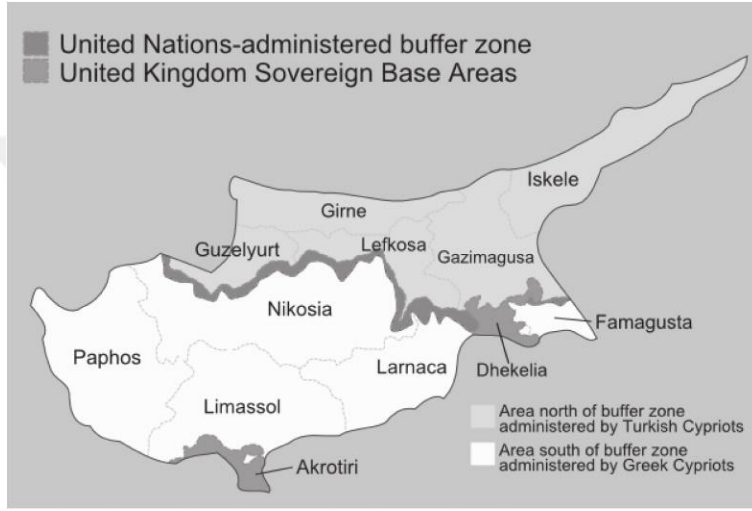 United Nations-administered buffer zone
United Kingdom Sovereign Base Areas
Iskele
Girne
Guzelyurt
Lefkosa
Gazimagusa
Nikosia
Famagusta
Paphos
Larnaca
Dhekelia
Limassol
Area north of buffer zone
administered by Turkish Cypriots
Area south of buffer zone
administered by Greek Cypriots
Akrotiri